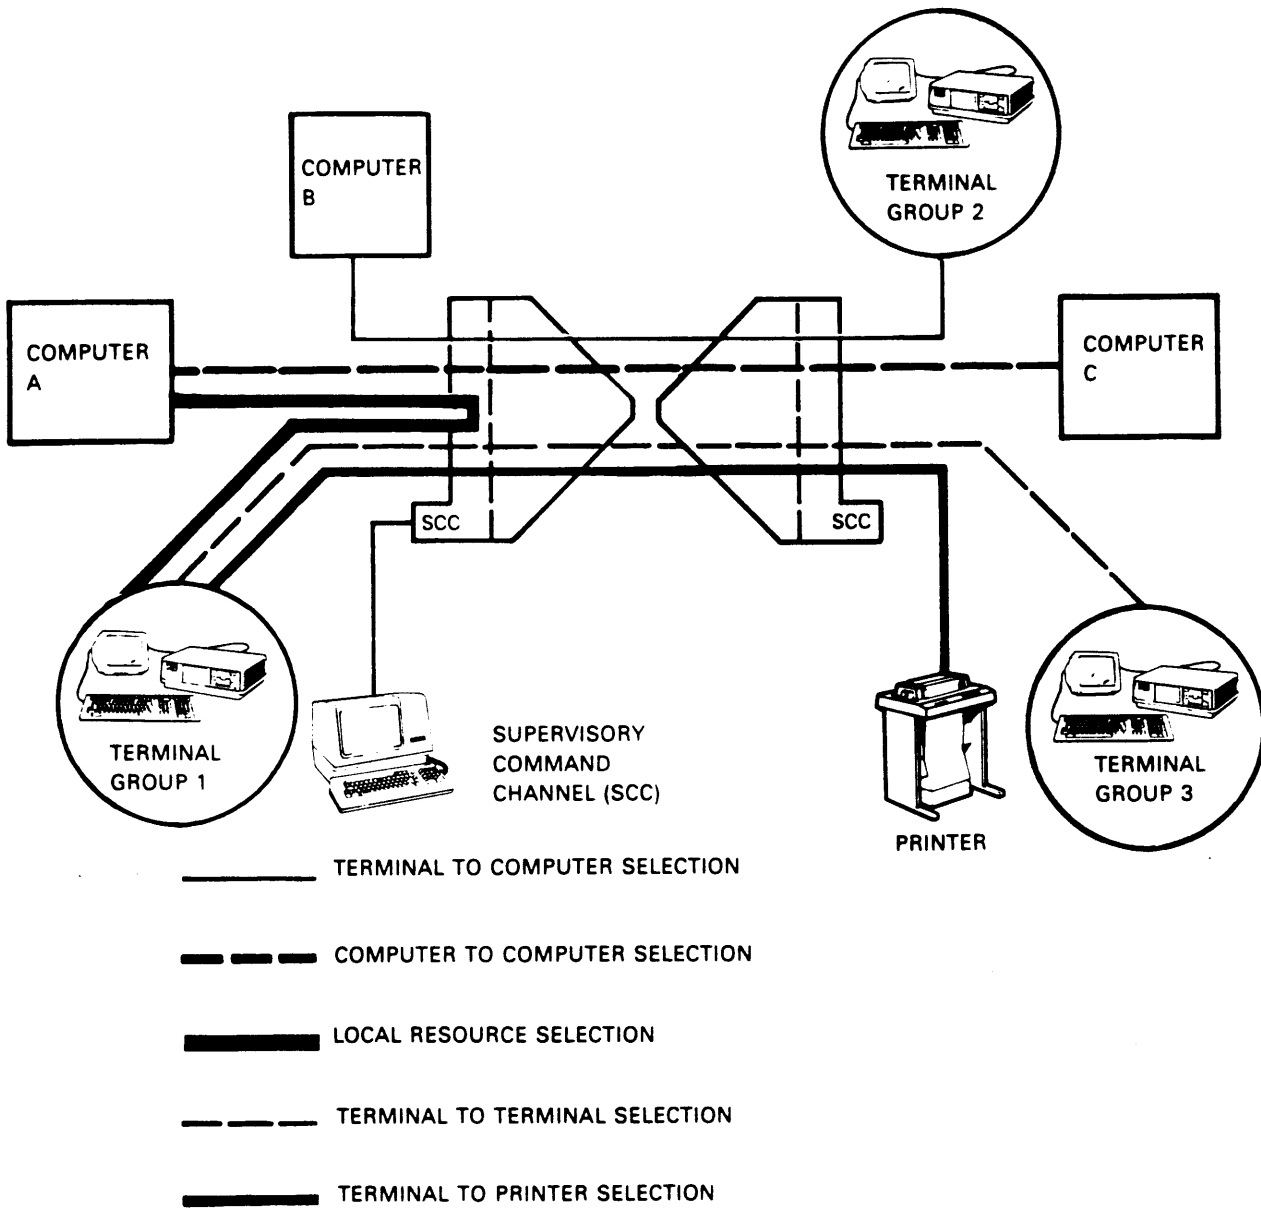 COMPUTER
B
TERMINAL
GROUP 2
COMPUTER
A
COMPUTER
C
SCC
SCC
TERMINAL
GROUP 1
SUPERVISORY
COMMAND
CHANNEL (SCC)
PRINTER
TERMINAL
GROUP 3
TERMINAL TO COMPUTER SELECTION
COMPUTER TO COMPUTER SELECTION
LOCAL RESOURCE SELECTION
TERMINAL TO TERMINAL SELECTION
TERMINAL TO PRINTER SELECTION